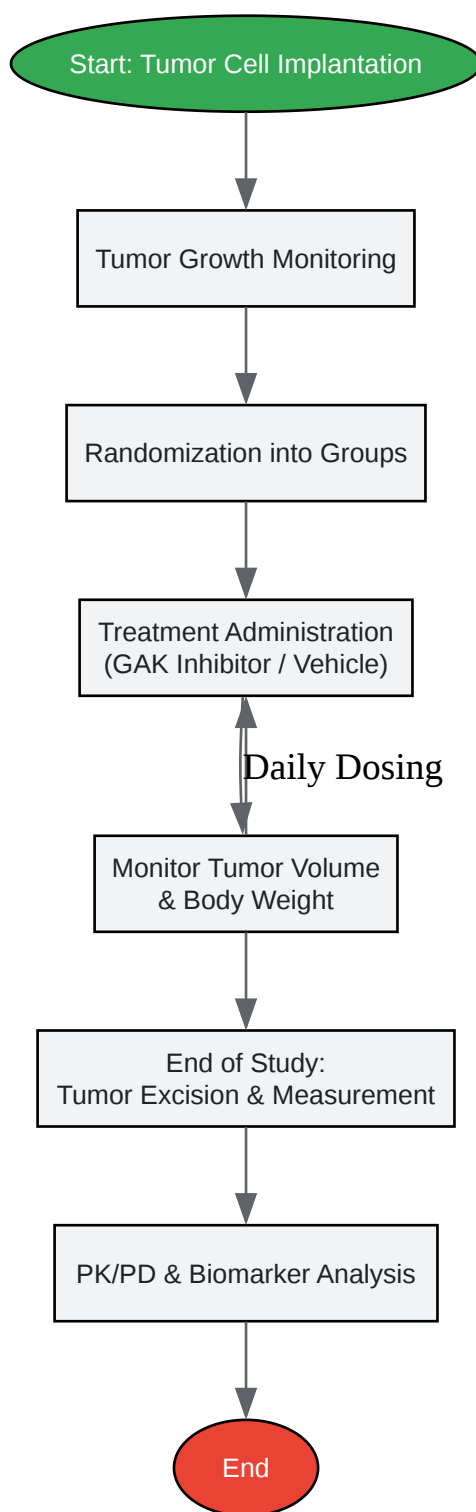 Start: Tumor Cell Implantation
Tumor Growth Monitoring
Randomization into Groups
Treatment Administration
(GAK Inhibitor / Vehicle)
Daily Dosing
Monitor Tumor Volume
& Body Weight
End of Study:
Tumor Excision & Measurement
PK/PD & Biomarker Analysis
End